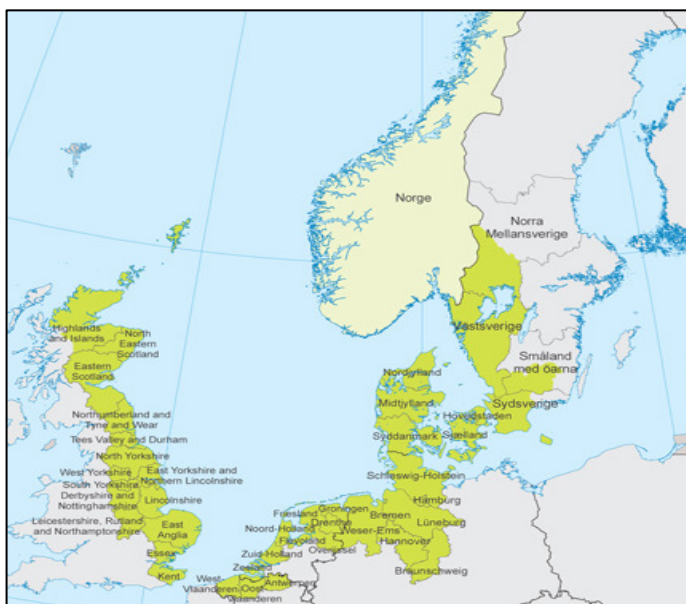 Norge
Norra
Mellansverige
Västsverige
Småland
med öarna
Sydsverige
Highlands
and Islands
North
Eastern
Scotland
Eastern
Scotland
Northumberland and
Tyne and Wear
Tees Valley and Durham
North Yorkshire
West Yorkshire
East Yorkshire and
Northern Lincolnshire
South Yorkshire
Derbyshire and
Nottinghamshire
Lincolnshire
Leicestershire, Rutland
and Northamptonshire
East
Anglia
Essex
Kent
Nordjylland
Midtjylland
Hovedstaden
Syddanmark
Sjælland
Schleswig-Holstein
Hamburg
Bremen
Lüneburg
Weser-Ems
Hannover
Braunschweig
Groningen
Friesland
Drenthe
Noord-Holland
Flevoland
Overijssel
Zuid-Holland
Zeeland
West-
Vlaanderen
Oost-
Vlaanderen
Antwerpen